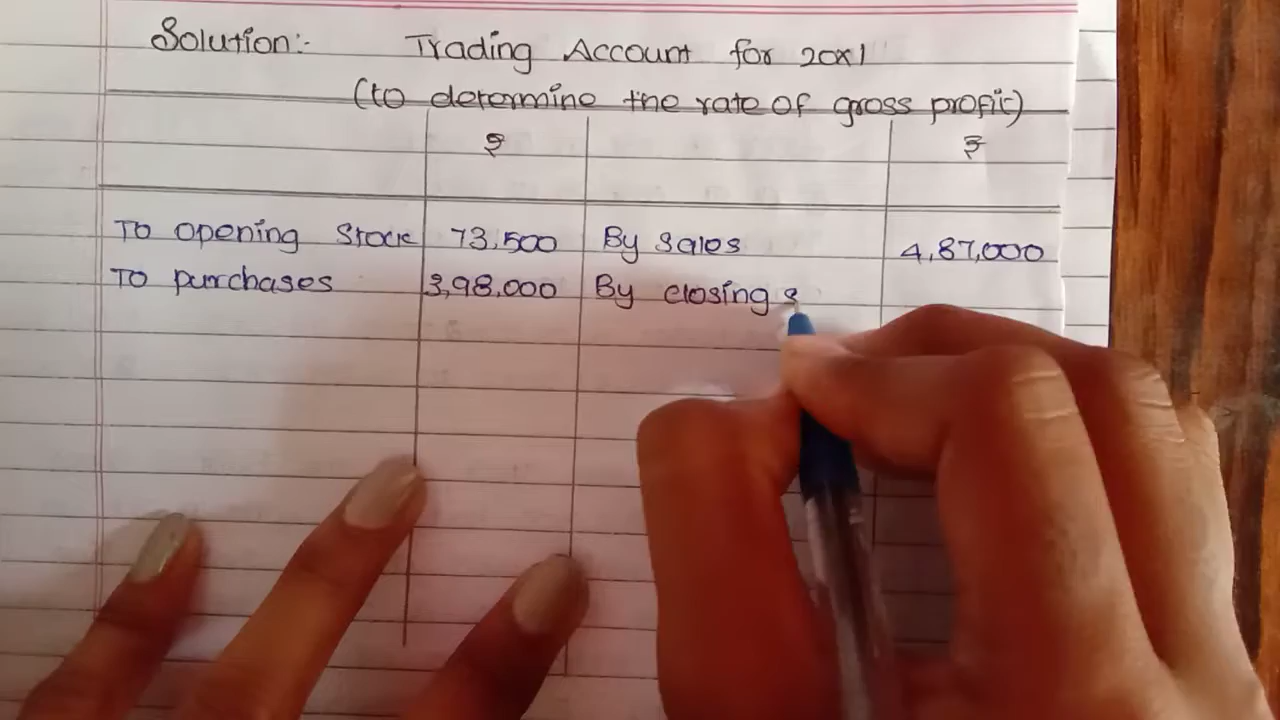 Solution:- Trading Account for 20x1
(to determine the rate of gross profit)
₹ ₹
To opening Stock 73,500 By sales 4,87,000
To purchases 3,98,000 By closing s